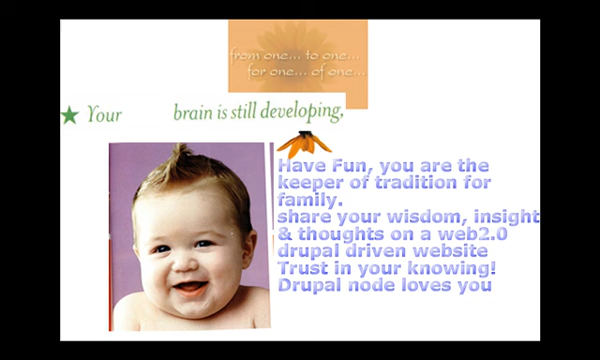 from one... to one...
for one... of one...
Your brain is still developing,
Have Fun, you are the
keeper of tradition for
family.
share your wisdom, insight
& thoughts on a web2.0
drupal driven website
Trust in your knowing!
Drupal node loves you